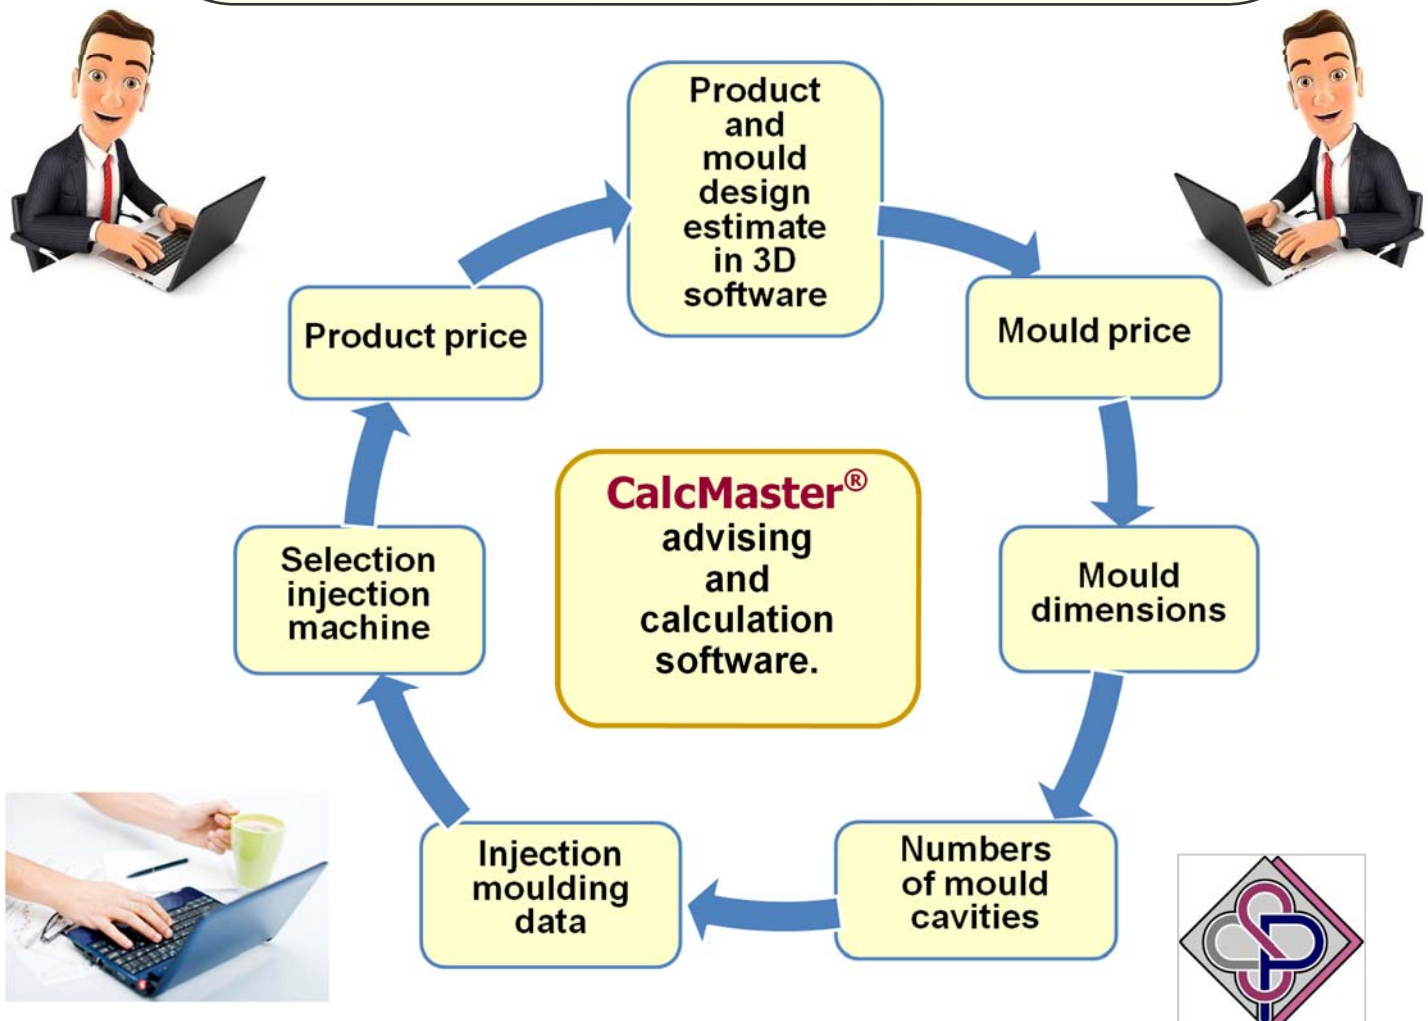 Product
and
mould
design
estimate
in 3D
software
Mould price
Mould
dimensions
Numbers
of mould
cavities
Injection
moulding
data
Selection
injection
machine
Product price
CalcMaster®
advising
and
calculation
software.